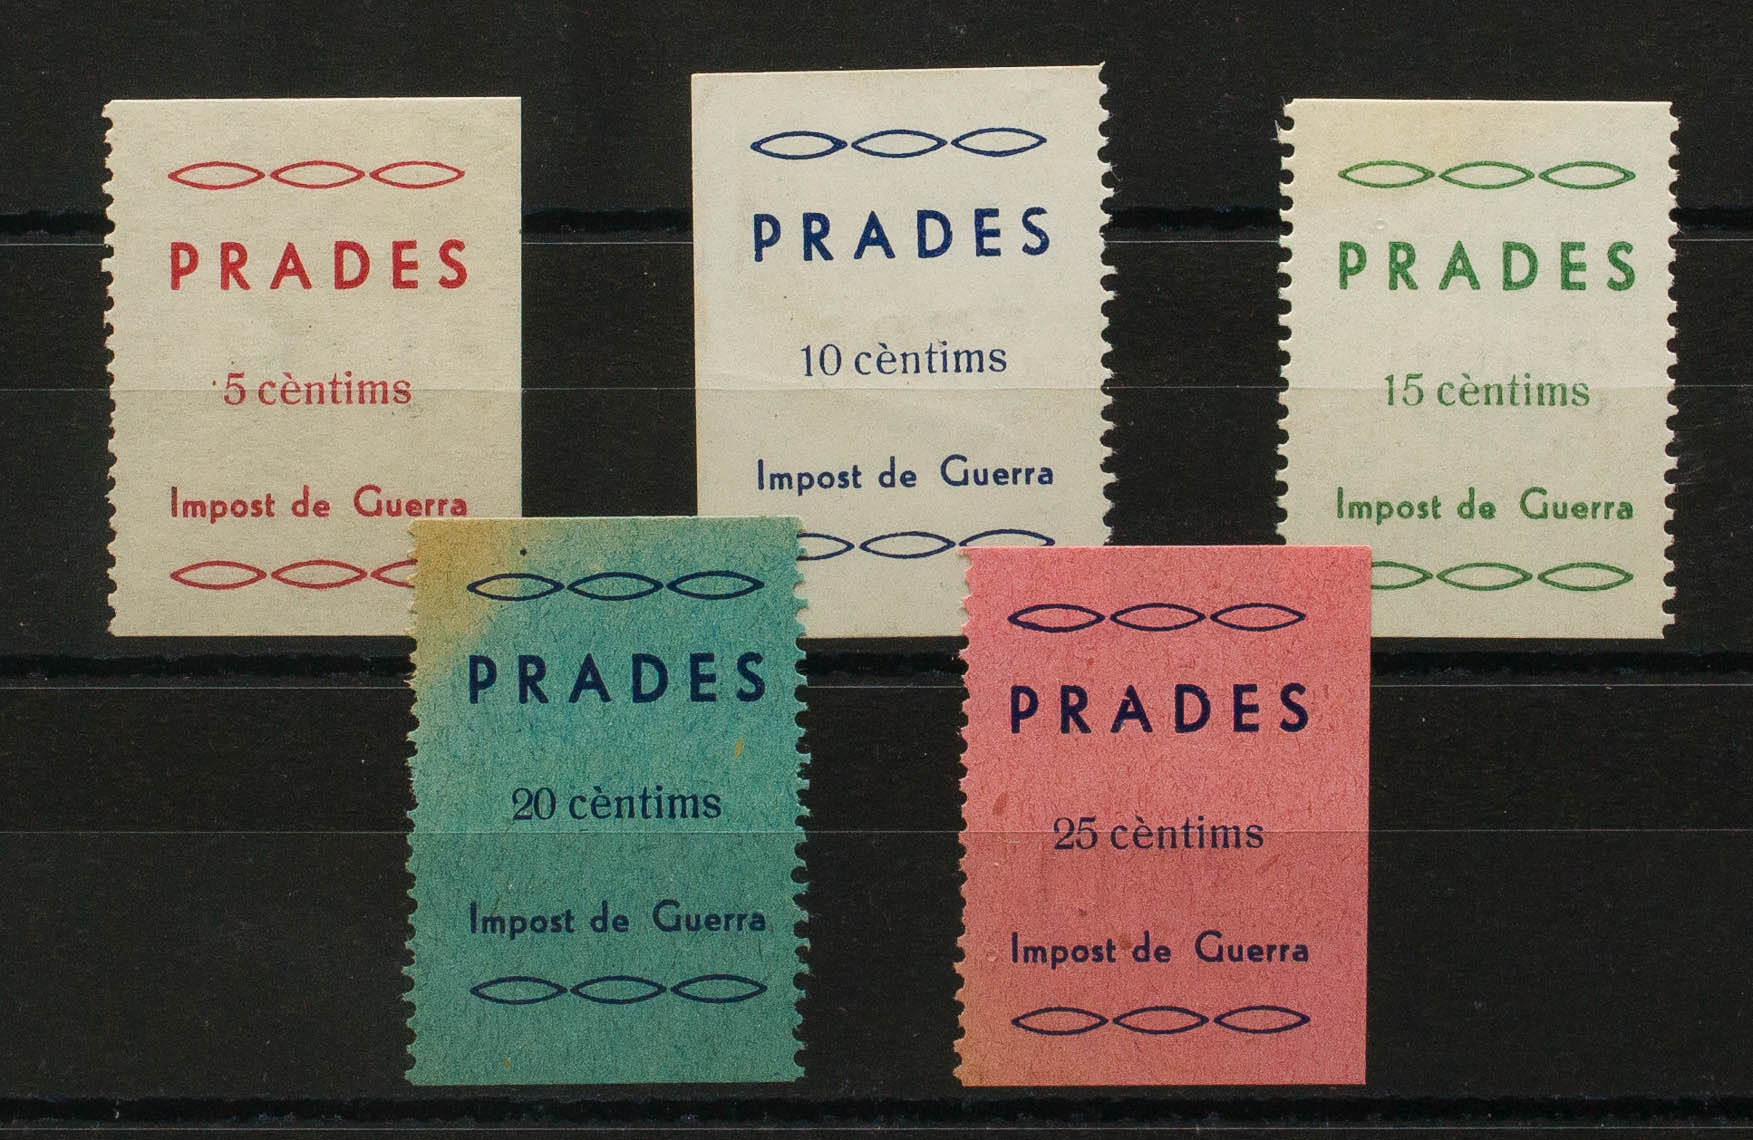 PRADES
5 cèntims
Impost de Guerra
PRADES
10 cèntims
Impost de Guerra
PRADES
15 cèntims
Impost de Guerra
PRADES
20 cèntims
Impost de Guerra
PRADES
25 cèntims
Impost de Guerra